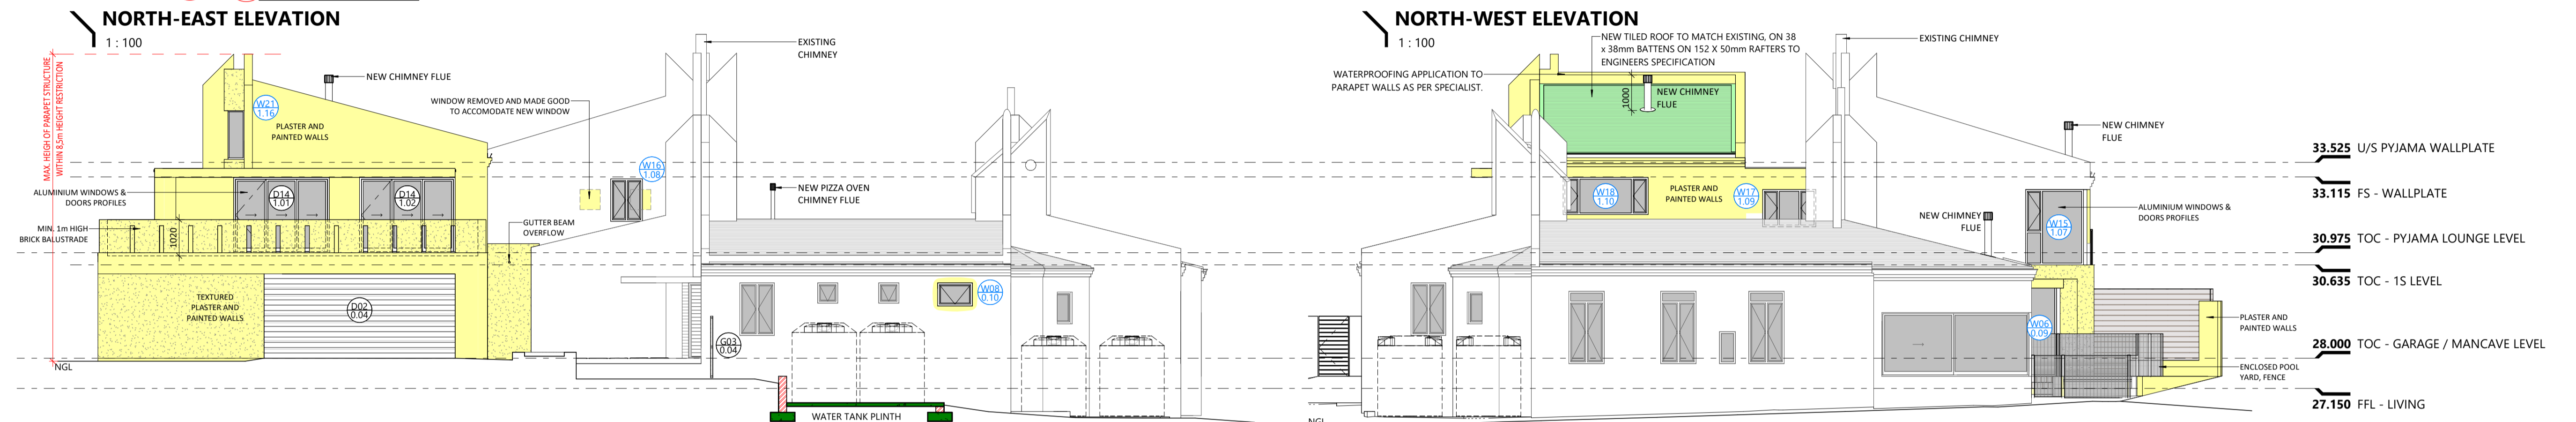 NORTH-EAST ELEVATION
1 : 100
MAX. HEIGH OF PARAPET STRUCTURE
WITHIN 8.5m HEIGHT RESTRICTION
NEW CHIMNEY FLUE
W21
1.16
PLASTER AND
PAINTED WALLS
WINDOW REMOVED AND MADE GOOD
TO ACCOMODATE NEW WINDOW
EXISTING
CHIMNEY
W16
1.08
ALUMINIUM WINDOWS &
DOORS PROFILES
D14
1.01
D14
1.02
NEW PIZZA OVEN
CHIMNEY FLUE
MIN. 1m HIGH
BRICK BALUSTRADE
1020
GUTTER BEAM
OVERFLOW
TEXTURED
PLASTER AND
PAINTED WALLS
D02
0.04
W08
0.10
G03
0.04
NGL
WATER TANK PLINTH
NORTH-WEST ELEVATION
1 : 100
NEW TILED ROOF TO MATCH EXISTING, ON 38
x 38mm BATTENS ON 152 X 50mm RAFTERS TO
ENGINEERS SPECIFICATION
EXISTING CHIMNEY
WATERPROOFING APPLICATION TO
PARAPET WALLS AS PER SPECIALIST.
1000
NEW CHIMNEY
FLUE
NEW CHIMNEY
FLUE
W18
1.10
PLASTER AND
PAINTED WALLS
W17
1.09
NEW CHIMNEY
FLUE
W15
1.07
ALUMINIUM WINDOWS &
DOORS PROFILES
W06
0.09
PLASTER AND
PAINTED WALLS
ENCLOSED POOL
YARD, FENCE
NGL
33.525 U/S PYJAMA WALLPLATE
33.115 FS - WALLPLATE
30.975 TOC - PYJAMA LOUNGE LEVEL
30.635 TOC - 1S LEVEL
28.000 TOC - GARAGE / MANCAVE LEVEL
27.150 FFL - LIVING